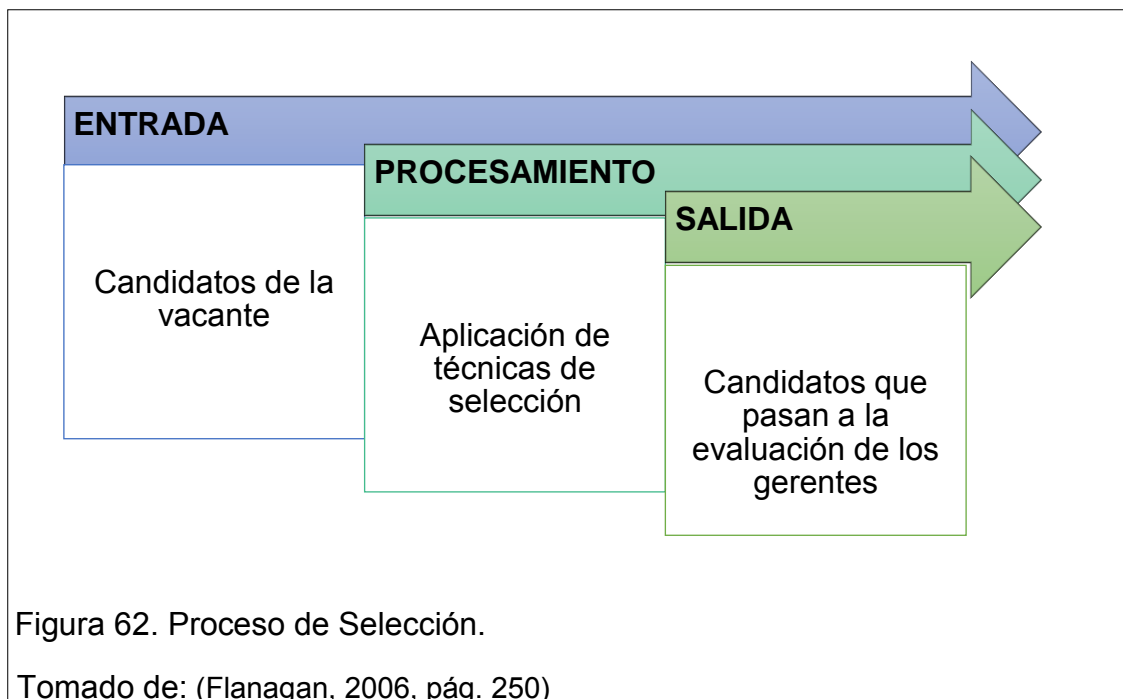 ENTRADA
Candidatos de la
vacante
PROCESAMIENTO
Aplicación de
técnicas de
selección
SALIDA
Candidatos que
pasan a la
evaluación de los
gerentes
Figura 62. Proceso de Selección.
Tomado de: (Flanagan, 2006, pág. 250)